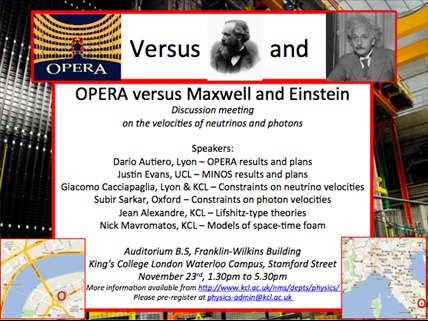 OPERA
Versus
and
OPERA versus Maxwell and Einstein
Discussion meeting
on the velocities of neutrinos and photons
Speakers:
Dario Autiero, Lyon – OPERA results and plans
Justin Evans, UCL – MINOS results and plans
Giacomo Cacciapaglia, Lyon & KCL – Constraints on neutrino velocities
Subir Sarkar, Oxford – Constraints on photon velocities
Jean Alexandre, KCL – Lifshitz-type theories
Nick Mavromatos, KCL – Models of space-time foam
Auditorium B.5, Franklin-Wilkins Building
King's College London Waterloo Campus, Stamford Street
November 23rd, 1.30pm to 5.30pm
More information available from http://www.kcl.ac.uk/nms/depts/physics/
Please pre-register at physics-admin@kcl.ac.uk